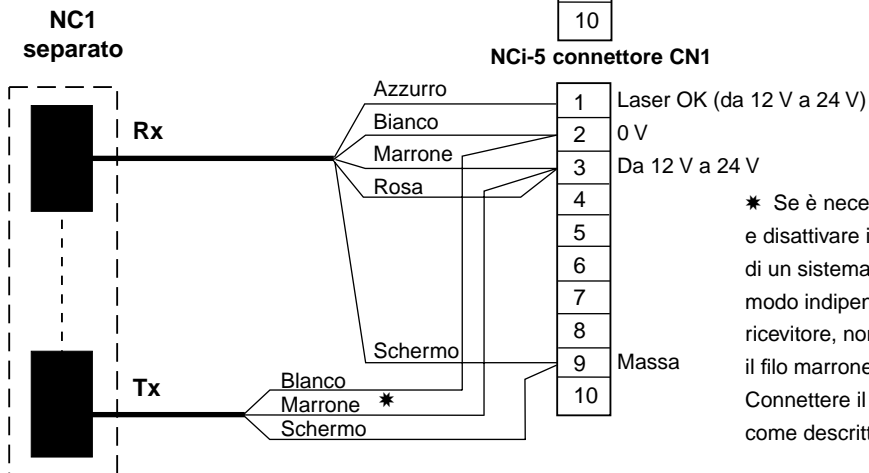 10
NC1
separato
NCi-5 connettore CN1
Azzurro
Bianco
Marrone
Rosa
Rx
1 Laser OK (da 12 V a 24 V)
2 0 V
3 Da 12 V a 24 V
4
5
6
7
8
9 Massa
10
Schermo
Tx
Blanco
Marrone ✷
Schermo
✷ Se è nece
e disattivare i
di un sistema
modo indipen
ricevitore, nor
il filo marrone
Connettere il
come descritt